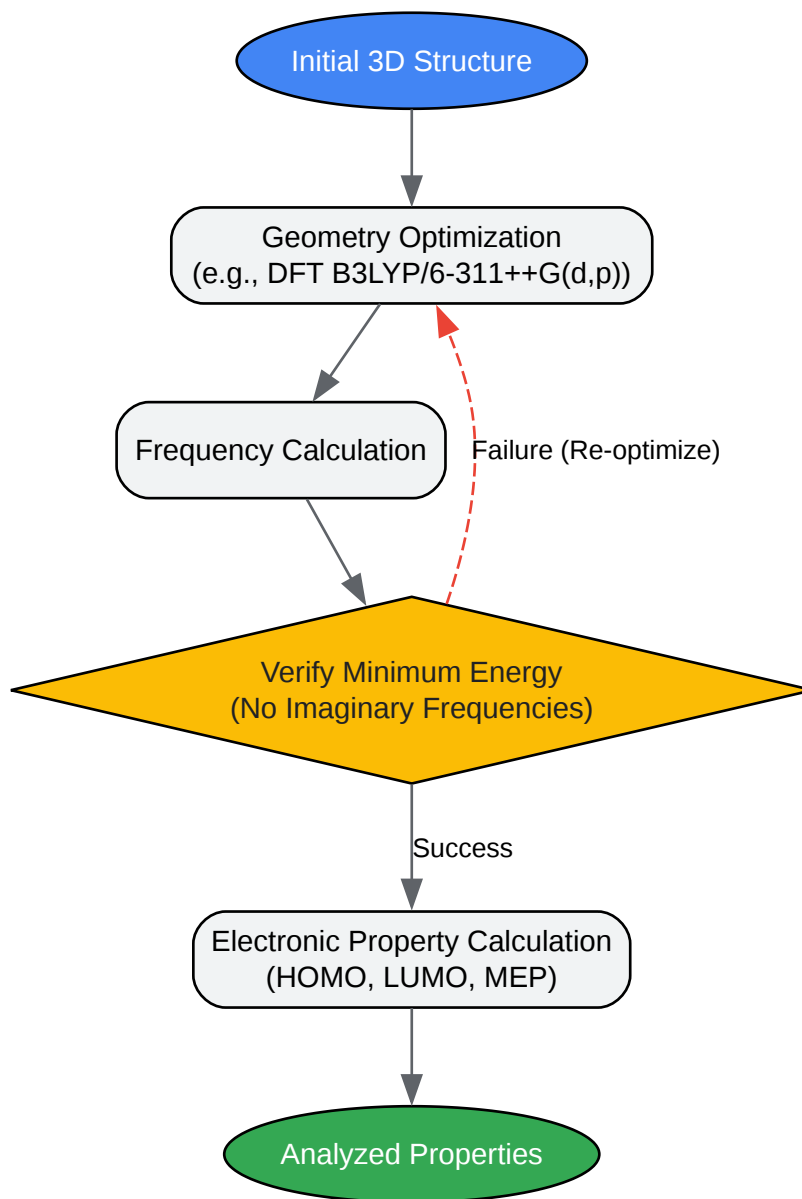 Initial 3D Structure
Geometry Optimization
(e.g., DFT B3LYP/6-311++G(d,p))
Frequency Calculation
Failure (Re-optimize)
Verify Minimum Energy
(No Imaginary Frequencies)
Success
Electronic Property Calculation
(HOMO, LUMO, MEP)
Analyzed Properties